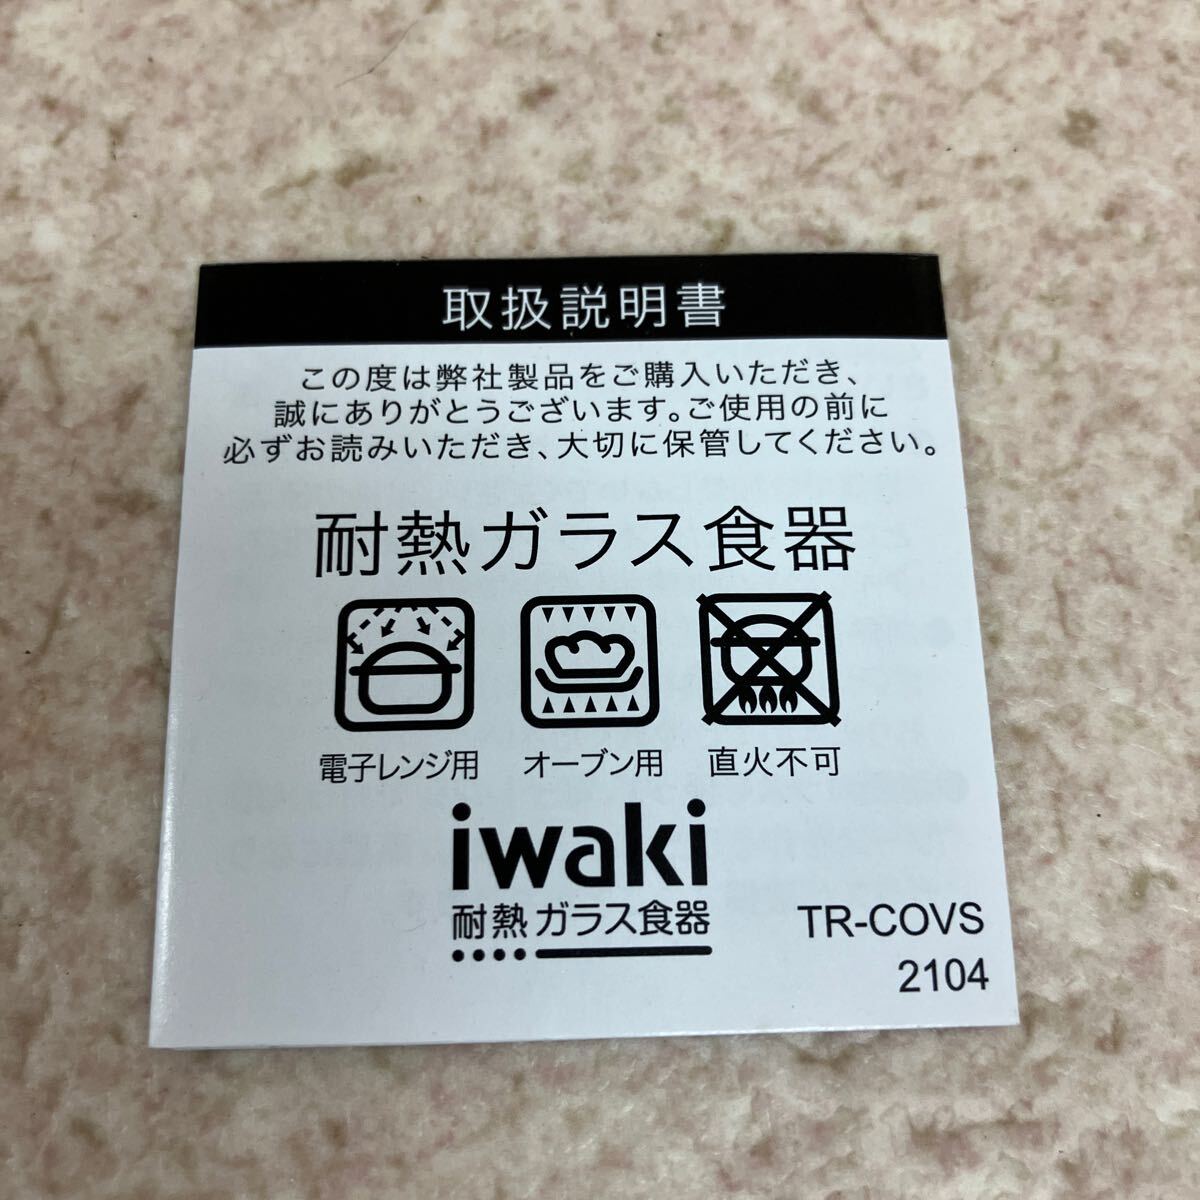 取扱説明書
この度は弊社製品をご購入いただき、
誠にありがとうございます。ご使用の前に
必ずお読みいただき、大切に保管してください。
耐熱ガラス食器
電子レンジ用 オーブン用 直火不可
iwaki
耐熱ガラス食器
TR-COVS
2104